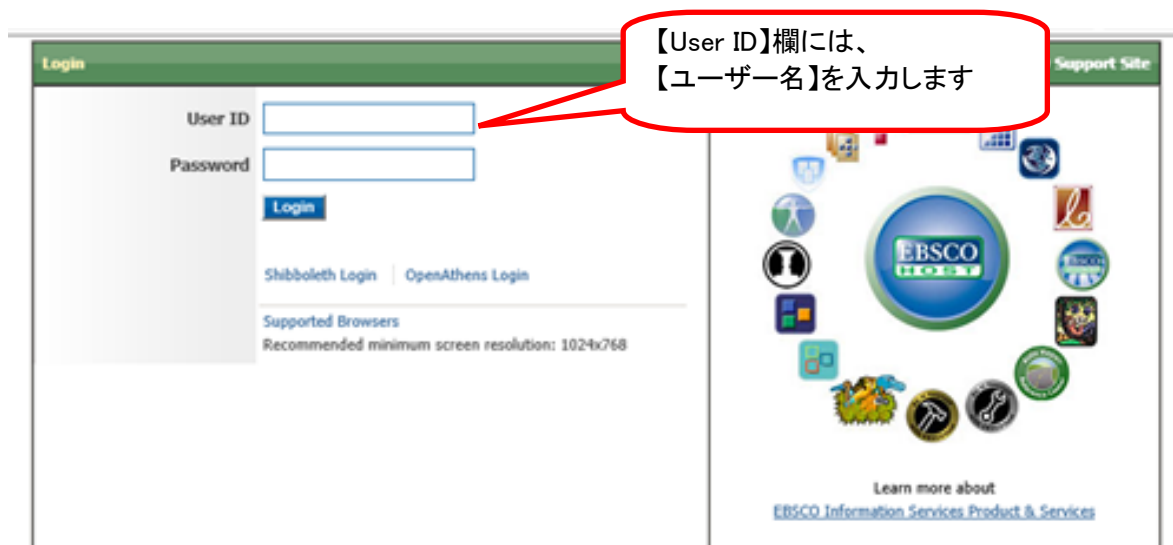 【User ID】欄には、
【ユーザー名】を入力します
Login
Support Site
User ID
Password
Login
Shibboleth Login
OpenAthens Login
Supported Browsers
Recommended minimum screen resolution: 1024x768
EBSCO
HOST
Learn more about
EBSCO Information Services Product & Services